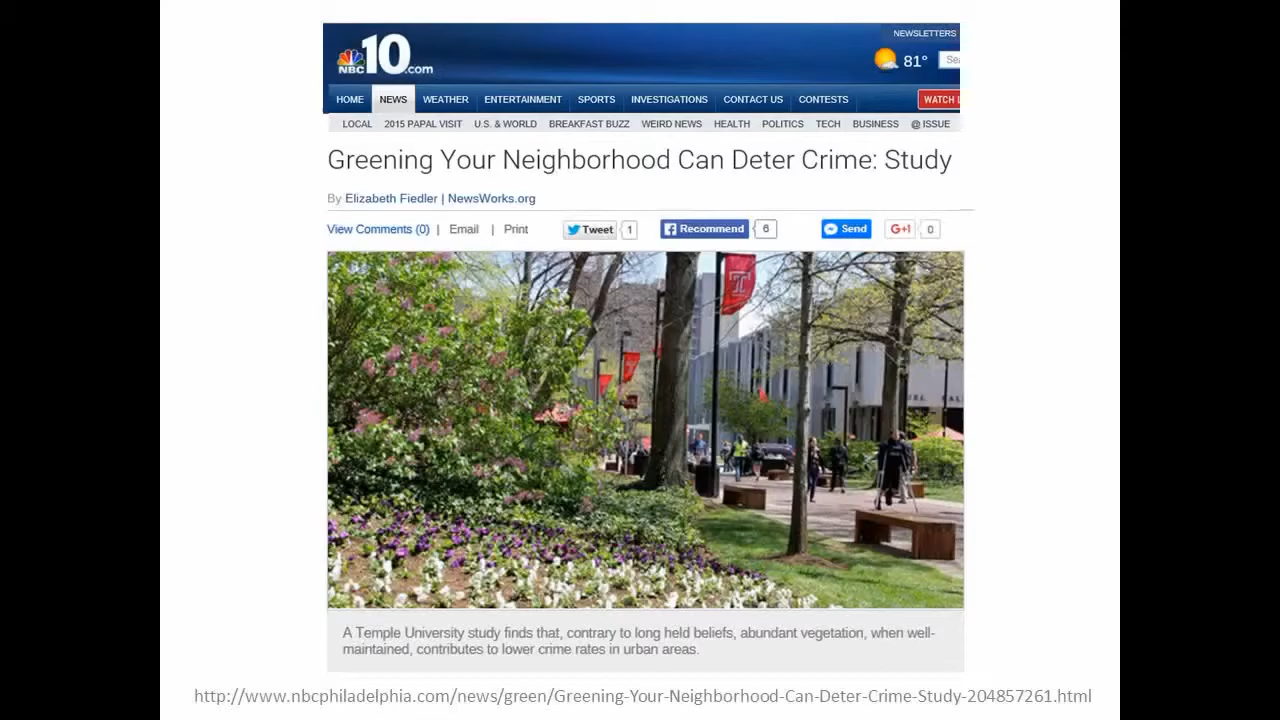 NEWSLETTERS
NBC 10 .com
81°
HOME NEWS WEATHER ENTERTAINMENT SPORTS INVESTIGATIONS CONTACT US CONTESTS WATCH L
LOCAL 2015 PAPAL VISIT U.S. & WORLD BREAKFAST BUZZ WEIRD NEWS HEALTH POLITICS TECH BUSINESS @ ISSUE
Greening Your Neighborhood Can Deter Crime: Study
By Elizabeth Fiedler | NewsWorks.org
View Comments (0) | Email | Print Tweet 1 Recommend 6 Send G+1 0
T
A Temple University study finds that, contrary to long held beliefs, abundant vegetation, when well-
maintained, contributes to lower crime rates in urban areas.
http://www.nbcphiladelphia.com/news/green/Greening-Your-Neighborhood-Can-Deter-Crime-Study-204857261.html